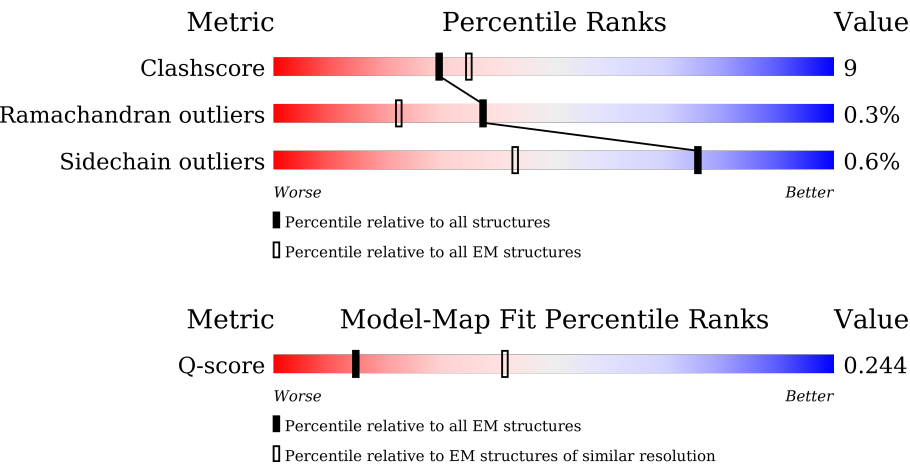 Metric Percentile Ranks Value
Clashscore 9
Ramachandran outliers 0.3%
Sidechain outliers 0.6%
Worse Better
Percentile relative to all structures
Percentile relative to all EM structures
Metric Model-Map Fit Percentile Ranks Value
Q-score 0.244
Worse Better
Percentile relative to all EM structures
Percentile relative to EM structures of similar resolution